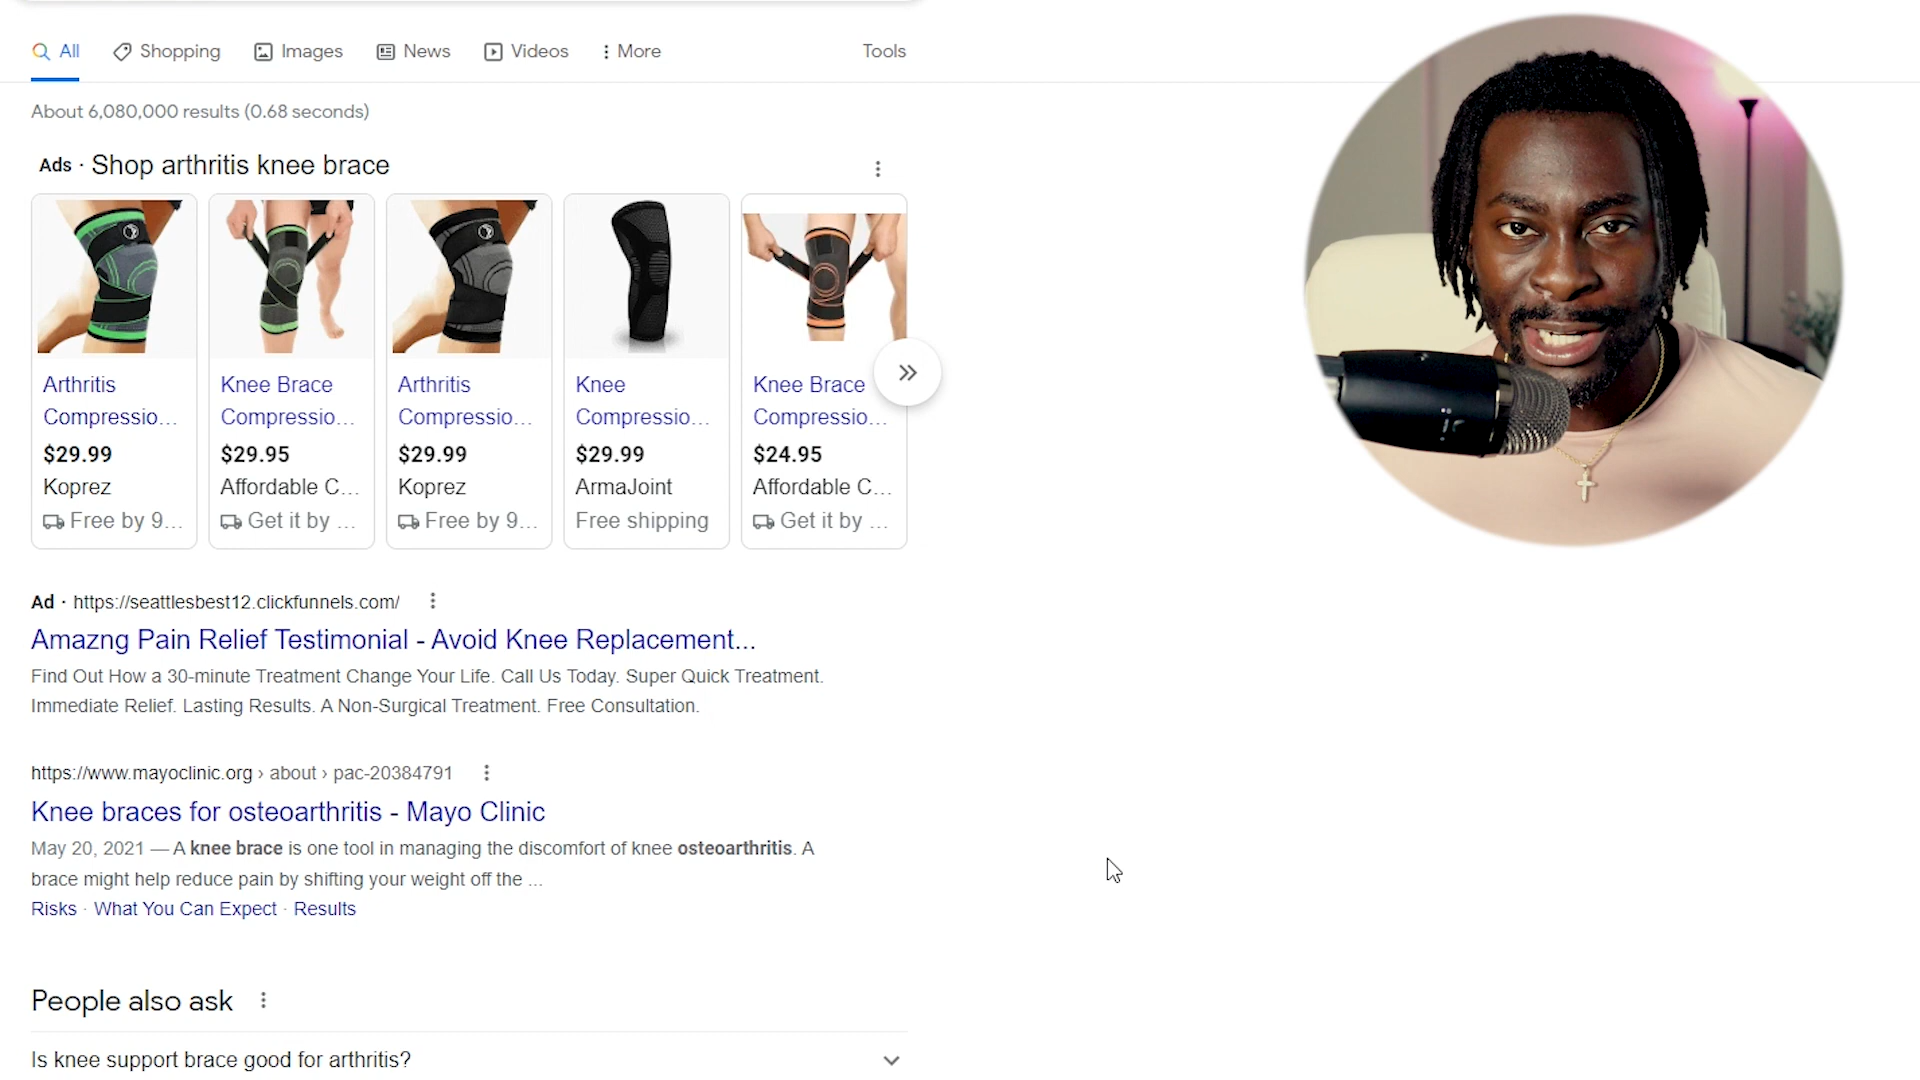 All Shopping Images News Videos More Tools
About 6,080,000 results (0.68 seconds)
Ads · Shop arthritis knee brace
Arthritis
Compressio...
$29.99
Koprez
Free by 9...
Knee Brace
Compressio...
$29.95
Affordable C...
Get it by ...
Arthritis
Compressio...
$29.99
Koprez
Free by 9...
Knee
Compressio...
$29.99
ArmaJoint
Free shipping
Knee Brace
Compressio...
$24.95
Affordable C...
Get it by ...
Ad · https://seattlesbest12.clickfunnels.com/
Amazng Pain Relief Testimonial - Avoid Knee Replacement...
Find Out How a 30-minute Treatment Change Your Life. Call Us Today. Super Quick Treatment.
Immediate Relief. Lasting Results. A Non-Surgical Treatment. Free Consultation.
https://www.mayoclinic.org › about › pac-20384791
Knee braces for osteoarthritis - Mayo Clinic
May 20, 2021 — A knee brace is one tool in managing the discomfort of knee osteoarthritis. A
brace might help reduce pain by shifting your weight off the ...
Risks · What You Can Expect · Results
People also ask
Is knee support brace good for arthritis?